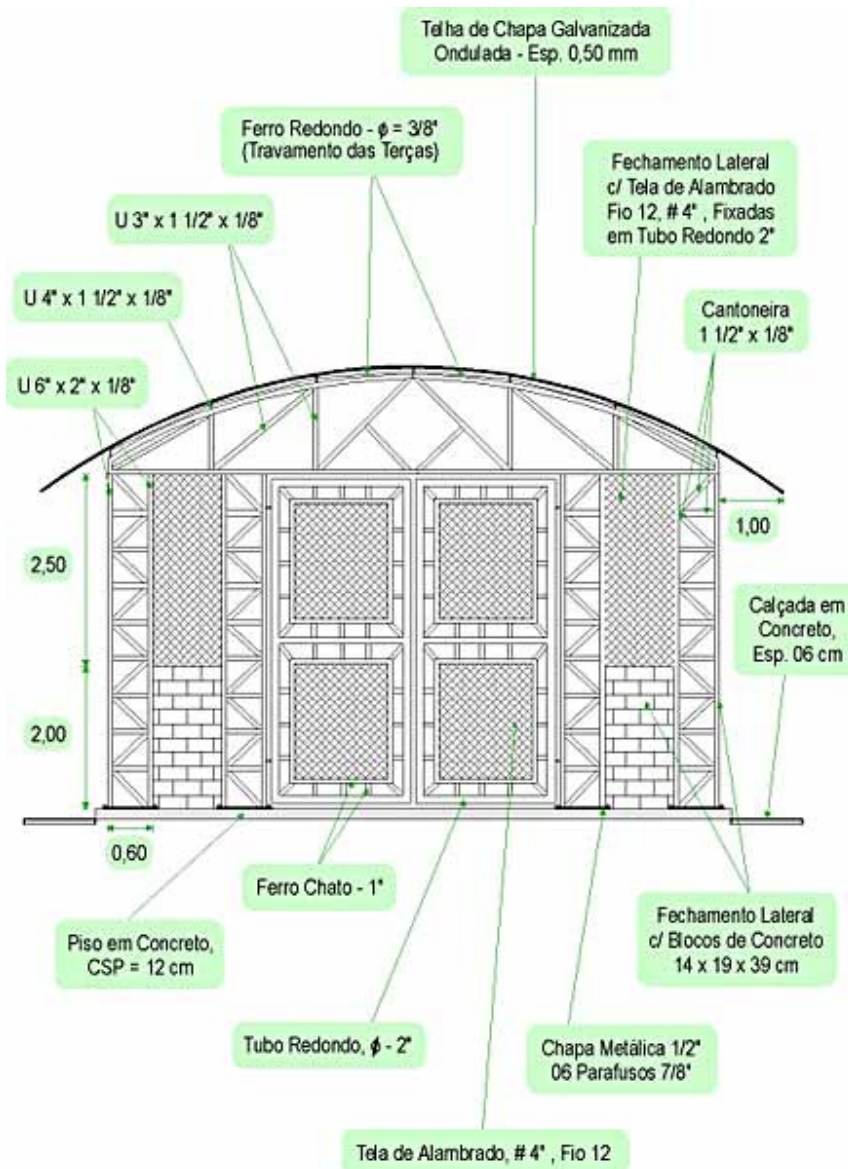 Telha de Chapa Galvanizada
Ondulada - Esp. 0,50 mm
Ferro Redondo - ϕ = 3/8"
(Travamento das Terças)
Fechamento Lateral
c/ Tela de Alambrado
Fio 12, # 4" , Fixadas
em Tubo Redondo 2"
U 3" x 1 1/2" x 1/8"
U 4" x 1 1/2" x 1/8"
Cantoneira
1 1/2" x 1/8"
U 6" x 2" x 1/8"
1,00
2,50
Calçada em
Concreto,
Esp. 06 cm
2,00
0,60
Ferro Chato - 1"
Piso em Concreto,
CSP = 12 cm
Fechamento Lateral
c/ Blocos de Concreto
14 x 19 x 39 cm
Tubo Redondo, ϕ - 2"
Chapa Metálica 1/2"
06 Parafusos 7/8"
Tela de Alambrado, # 4" , Fio 12